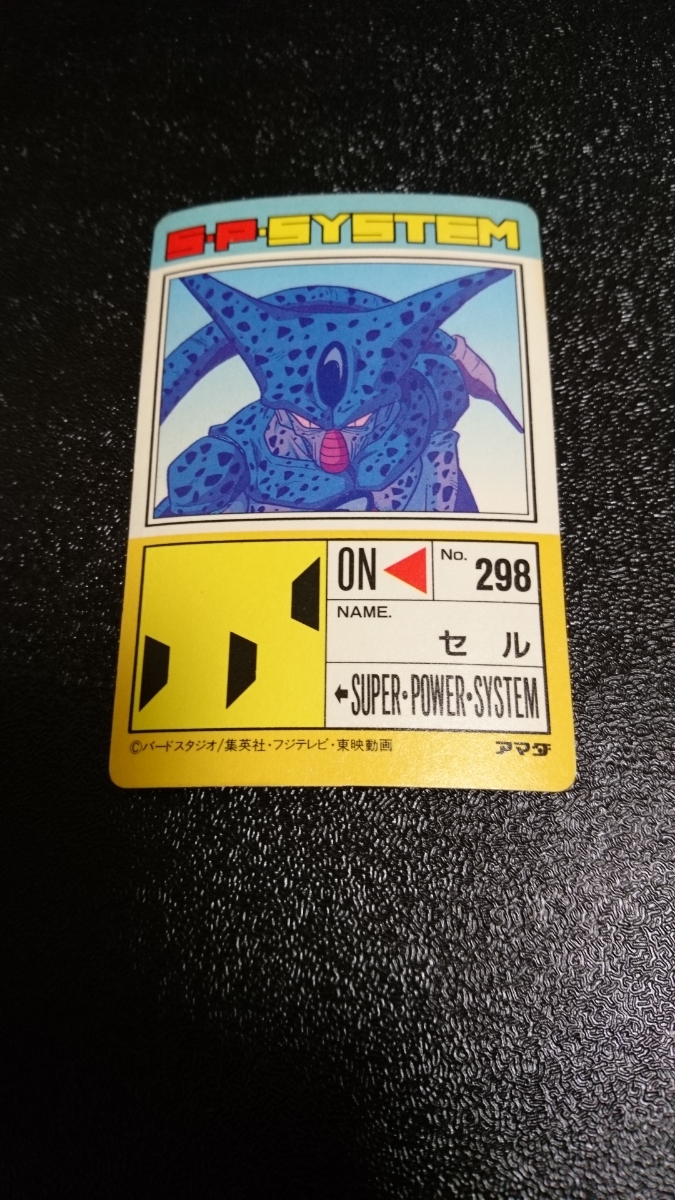 S・P・SYSTEM
ON
No. 298
NAME.
セル
←SUPER・POWER・SYSTEM
©バードスタジオ/集英社・フジテレビ・東映動画
アマダ